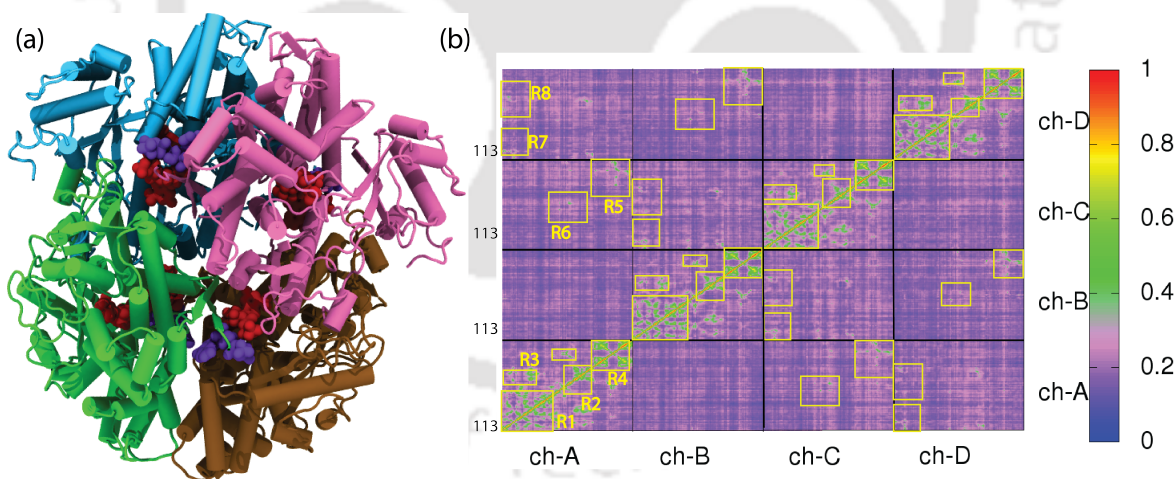 (a)
(b)
R8
R7
R5
R6
R3
R4
R2
R1
113
113
113
113
ch-A
ch-B
ch-C
ch-D
ch-D
ch-C
ch-B
ch-A
1
0.8
0.6
0.4
0.2
0